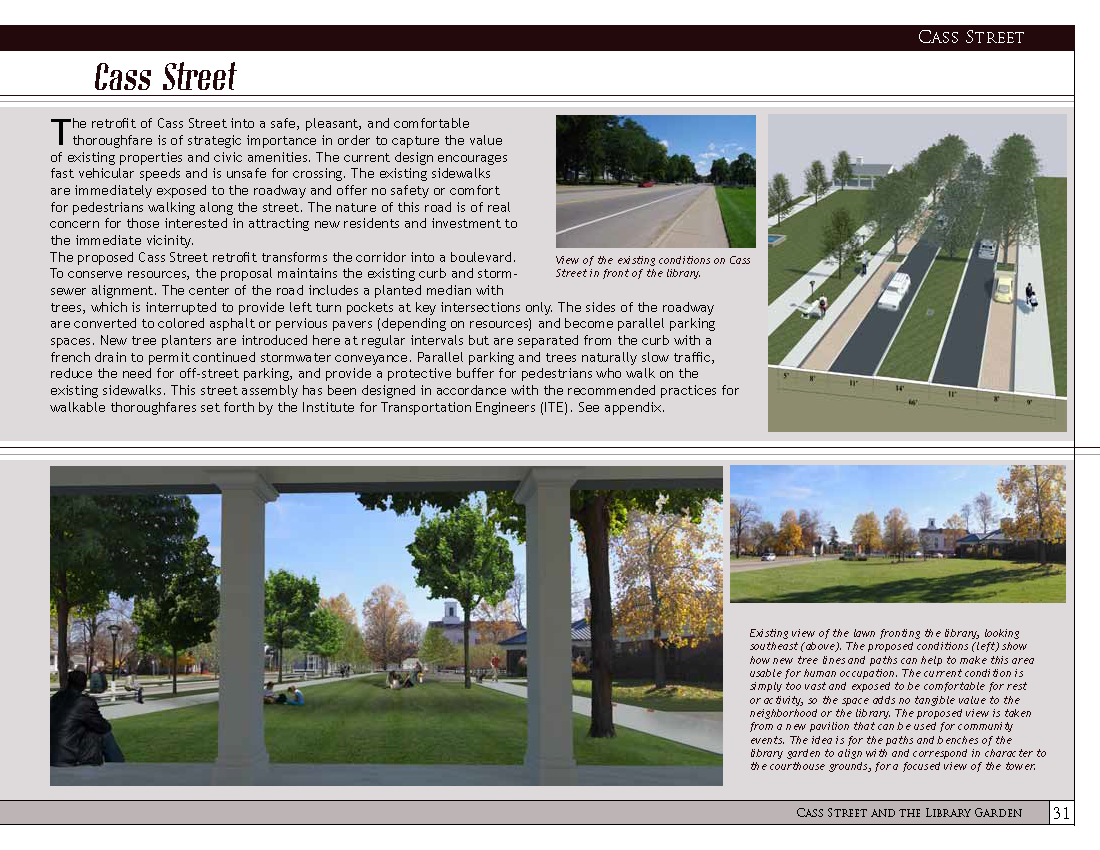 Cass Street
Cass Street
The retrofit of Cass Street into a safe, pleasant, and comfortable
thoroughfare is of strategic importance in order to capture the value
of existing properties and civic amenities. The current design encourages
fast vehicular speeds and is unsafe for crossing. The existing sidewalks
are immediately exposed to the roadway and offer no safety or comfort
for pedestrians walking along the street. The nature of this road is of real
concern for those interested in attracting new residents and investment to
the immediate vicinity.
The proposed Cass Street retrofit transforms the corridor into a boulevard.
To conserve resources, the proposal maintains the existing curb and storm-
sewer alignment. The center of the road includes a planted median with
trees, which is interrupted to provide left turn pockets at key intersections only. The sides of the roadway
are converted to colored asphalt or pervious pavers (depending on resources) and become parallel parking
spaces. New tree planters are introduced here at regular intervals but are separated from the curb with a
french drain to permit continued stormwater conveyance. Parallel parking and trees naturally slow traffic,
reduce the need for off-street parking, and provide a protective buffer for pedestrians who walk on the
existing sidewalks. This street assembly has been designed in accordance with the recommended practices for
walkable thoroughfares set forth by the Institute for Transportation Engineers (ITE). See appendix.
View of the existing conditions on Cass
Street in front of the library.
5' 8' 11' 14' 11' 8' 9'
66'
Existing view of the lawn fronting the library, looking
southeast (above). The proposed conditions (left) show
how new tree lines and paths can help to make this area
usable for human occupation. The current condition is
simply too vast and exposed to be comfortable for rest
or activity, so the space adds no tangible value to the
neighborhood or the library. The proposed view is taken
from a new pavilion that can be used for community
events. The idea is for the paths and benches of the
library garden to align with and correspond in character to
the courthouse grounds, for a focused view of the tower.
Cass Street and the Library Garden 31